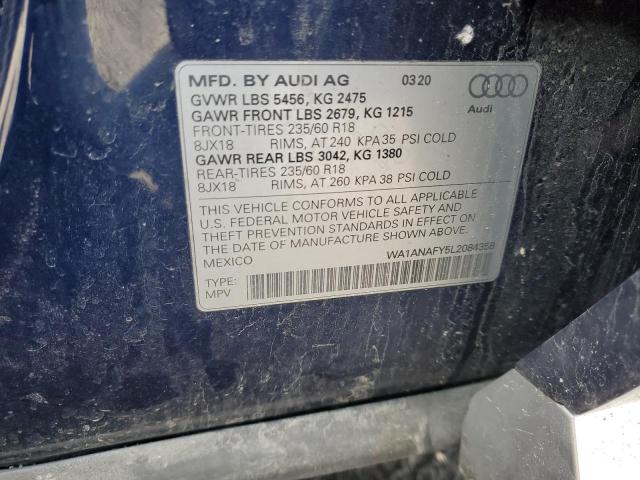 MFD. BY AUDI AG 03 20
GVWR LBS 5456, KG 2475
GAWR FRONT LBS 2679, KG 1215
FRONT-TIRES 235/60 R18
8JX18 RIMS, AT 240 KPA 35 PSI COLD
GAWR REAR LBS 3042, KG 1380
REAR-TIRES 235/60 R18
8JX18 RIMS, AT 260 KPA 38 PSI COLD
Audi
THIS VEHICLE CONFORMS TO ALL APPLICABLE
U.S. FEDERAL MOTOR VEHICLE SAFETY AND
THEFT PREVENTION STANDARDS IN EFFECT ON
THE DATE OF MANUFACTURE SHOWN ABOVE.
MEXICO
WA1ANAFY5L2084358
TYPE:
MPV